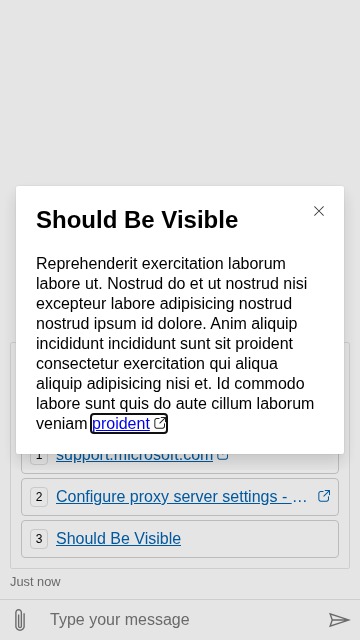 Should Be Visible
Reprehenderit exercitation laborum
labore ut. Nostrud do et ut nostrud nisi
excepteur labore adipisicing nostrud
nostrud ipsum id dolore. Anim aliquip
incididunt incididunt sunt sit proident
consectetur exercitation qui aliqua
aliquip adipisicing nisi et. Id commodo
labore sunt quis do aute cillum laborum
veniam proident
1 support.microsoft.com
2 Configure proxy server settings - ...
3 Should Be Visible
Just now
Type your message